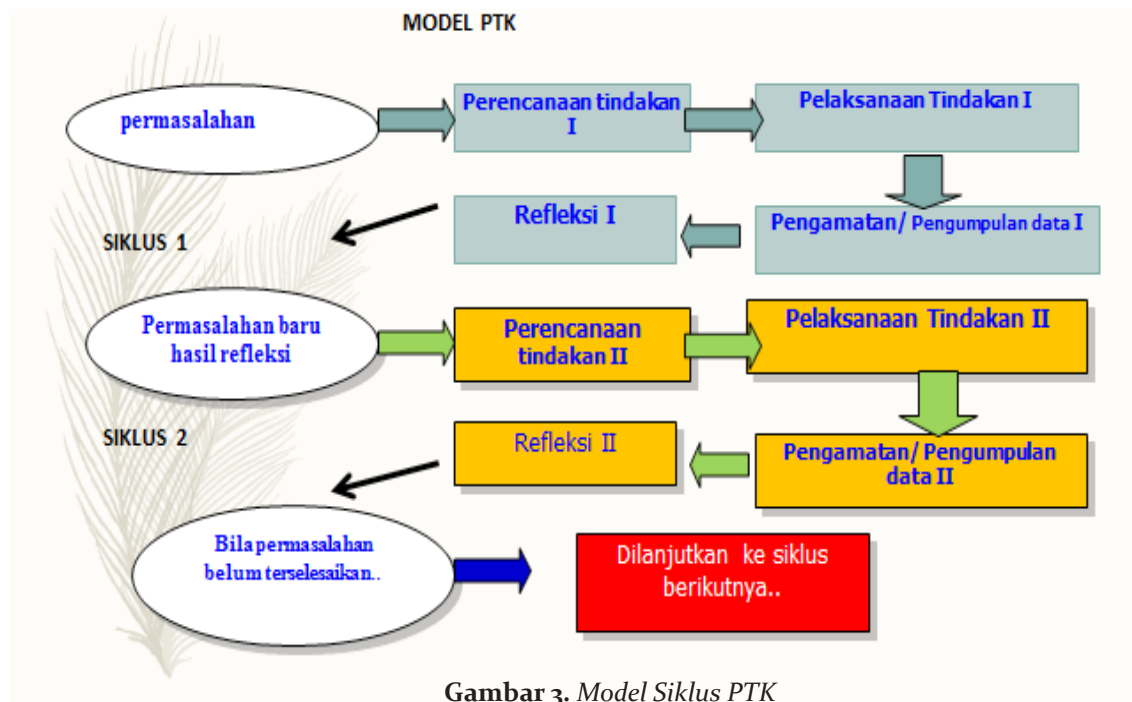 MODEL PTK
permasalahan
Perencanaan tindakan
I
Pelaksanaan Tindakan I
SIKLUS 1
Refleksi I
Pengamatan/ Pengumpulan data I
Permasalahan baru
hasil refleksi
Perencanaan
tindakan II
Pelaksanaan Tindakan II
SIKLUS 2
Refleksi II
Pengamatan/ Pengumpulan
data II
Bila permasalahan
belum terselesaikan..
Dilanjutkan ke siklus
berikutnya..
Gambar 3. Model Siklus PTK